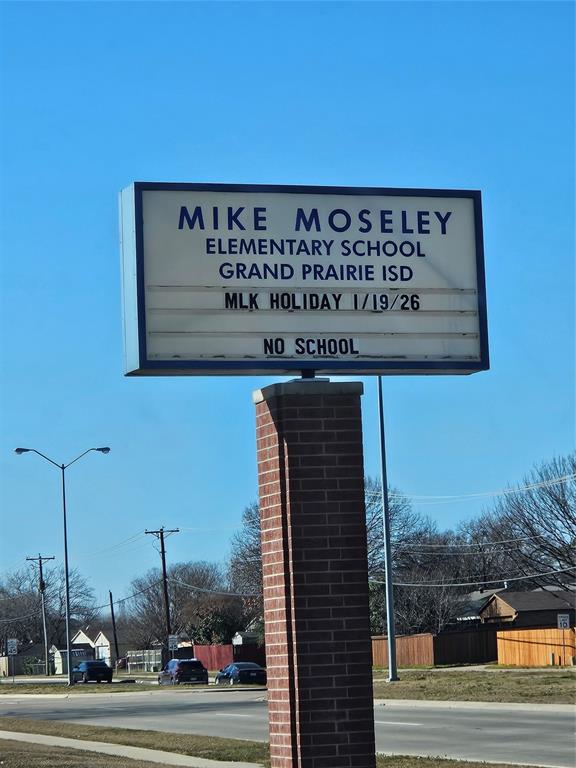 MIKE MOSELEY
ELEMENTARY SCHOOL
GRAND PRAIRIE ISD
MLK HOLIDAY 1/19/26
NO SCHOOL